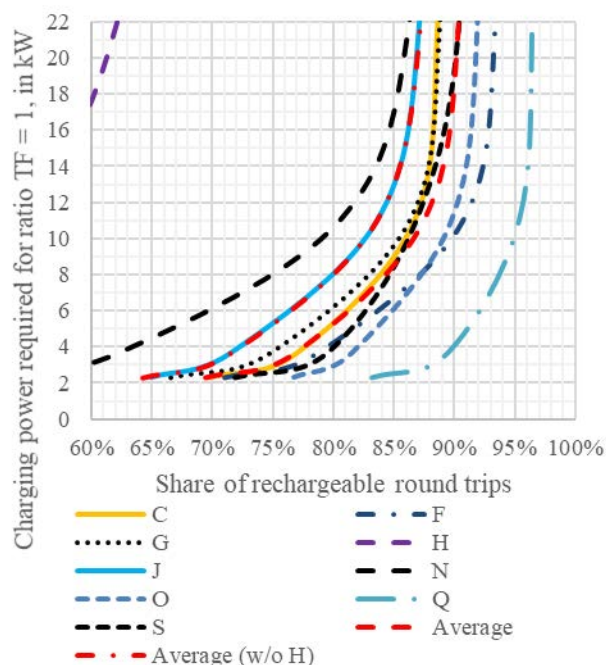 Charging power required for ratio TF = 1, in kW
22
20
18
16
14
12
10
8
6
4
2
0
60% 65% 70% 75% 80% 85% 90% 95% 100%
Share of rechargeable round trips
C F
G H
J N
O Q
S Average
Average (w/o H)